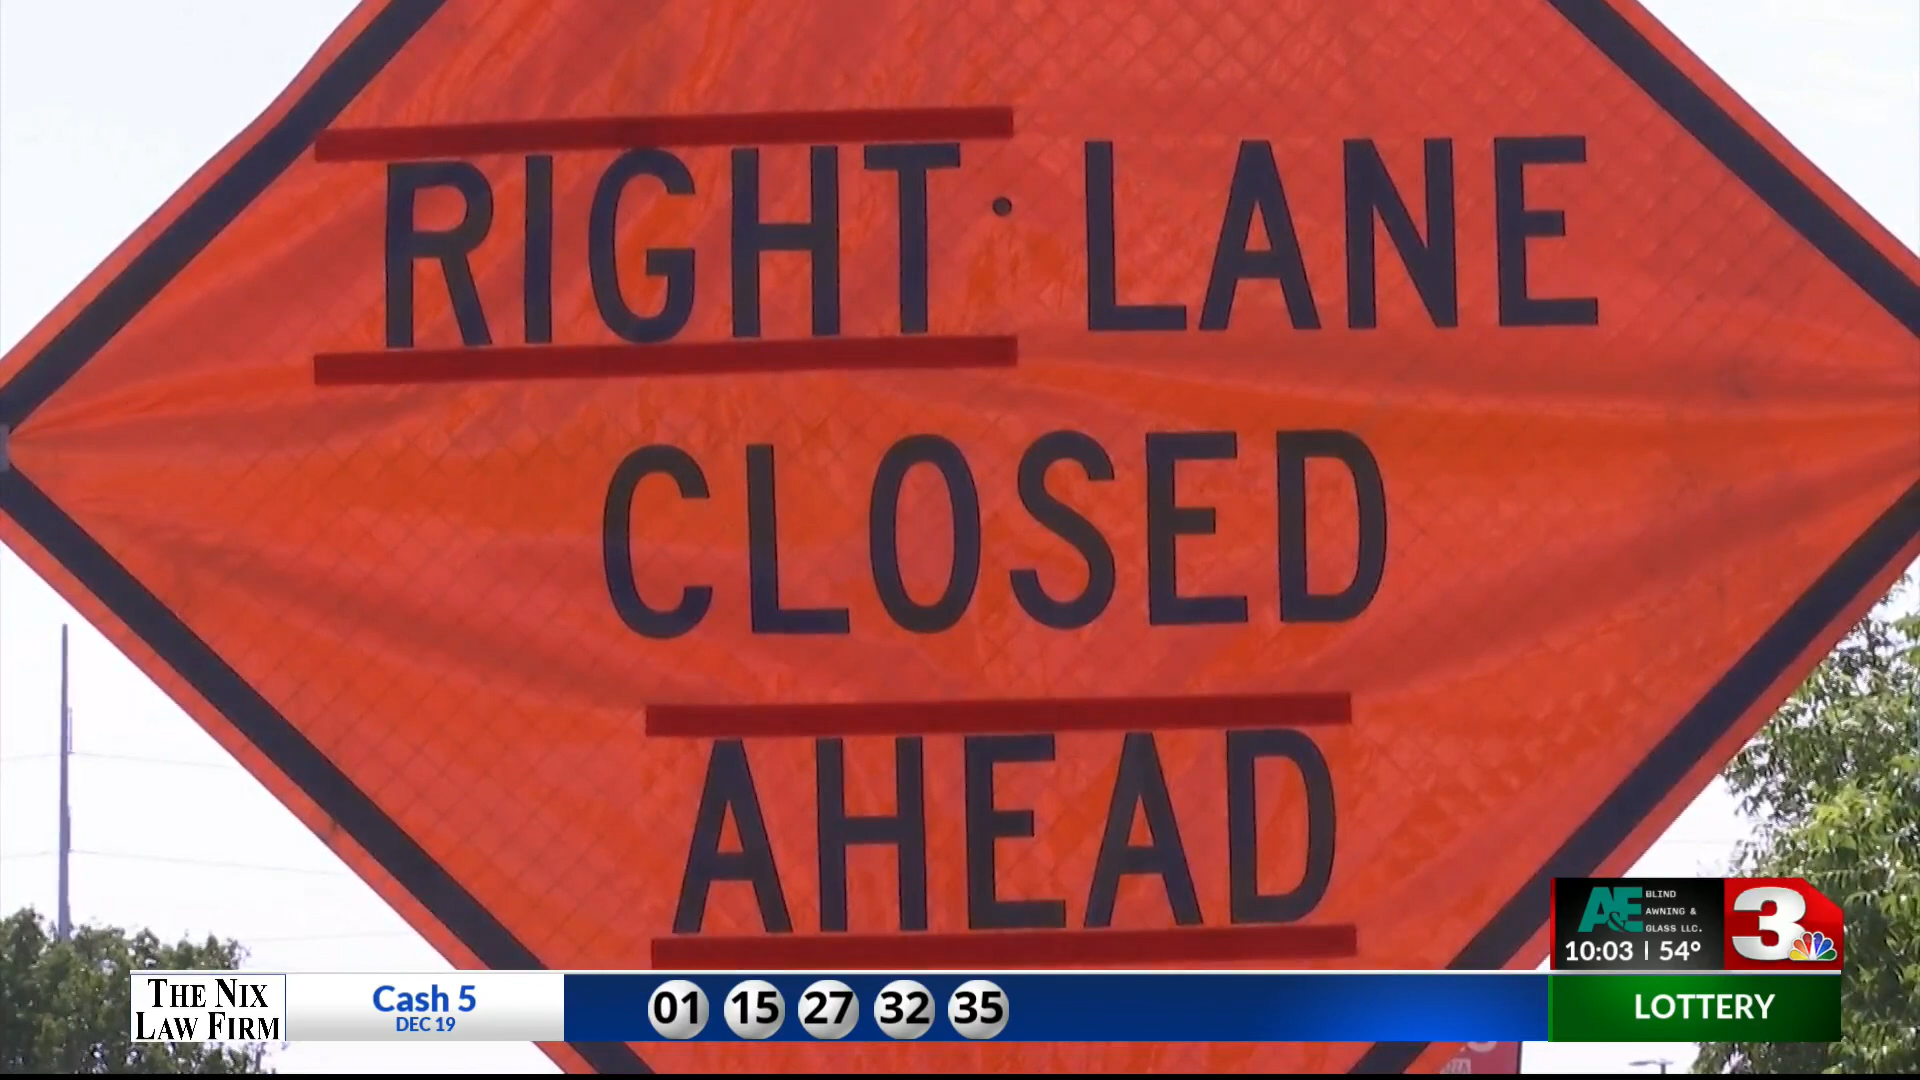 RIGHT LANE
CLOSED
AHEAD
A&E BLIND
AWNING &
GLASS LLC.
10:03 | 54°
3
THE NIX
LAW FIRM
Cash 5
DEC 19
01 15 27 32 35
LOTTERY